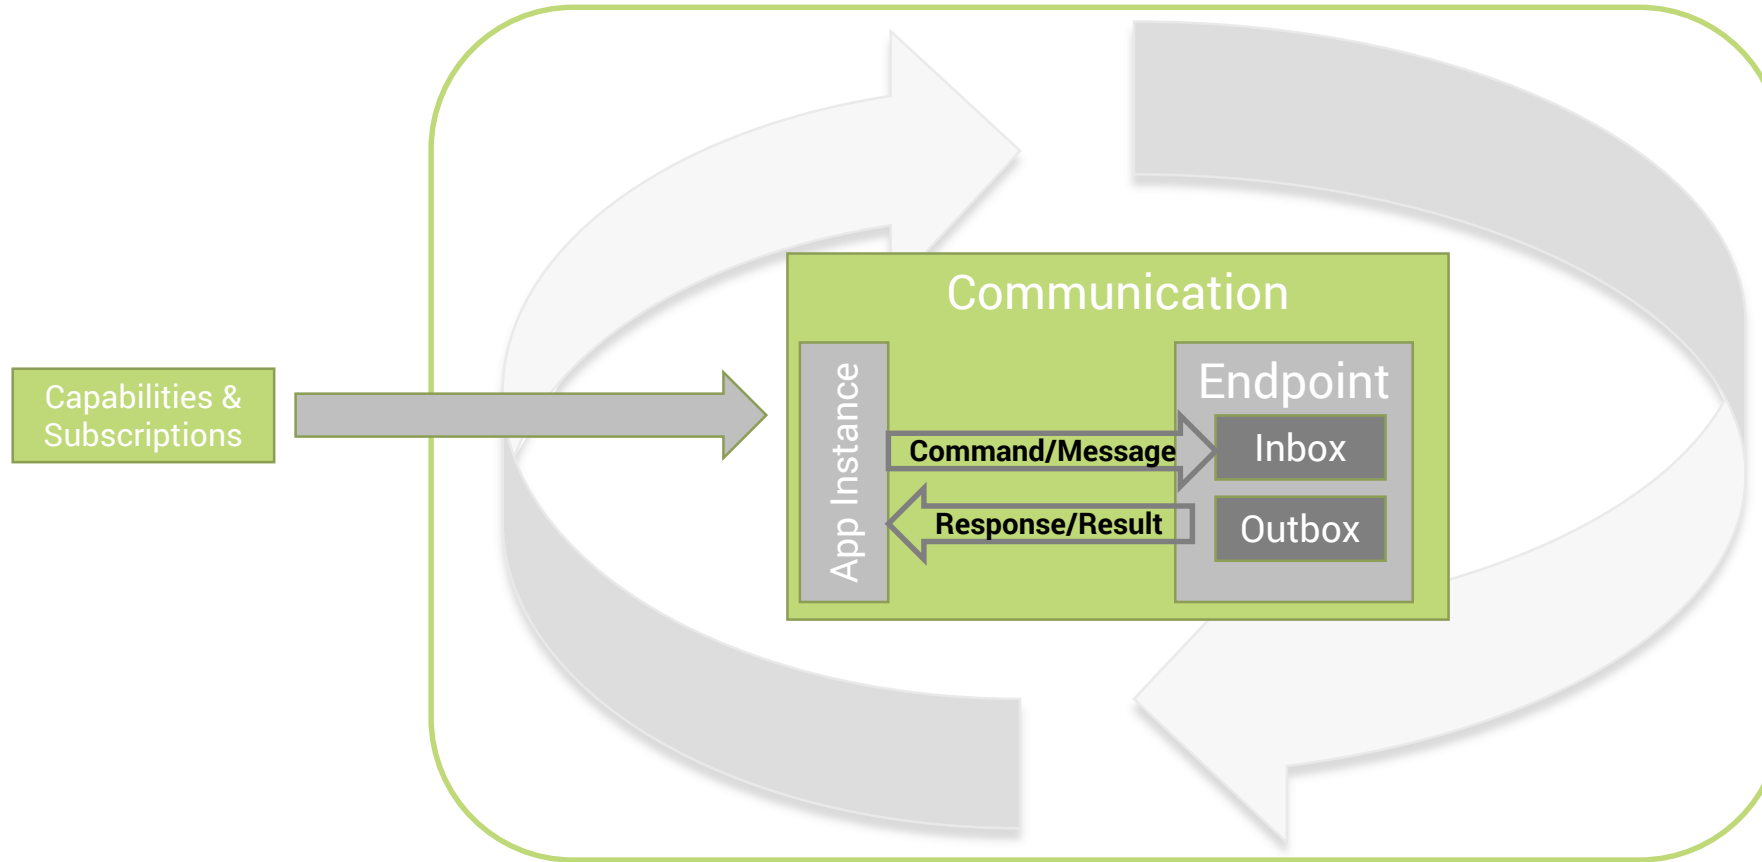 Communication
Capabilities &
Subscriptions
App Instance
Endpoint
Command/Message
Inbox
Response/Result
Outbox